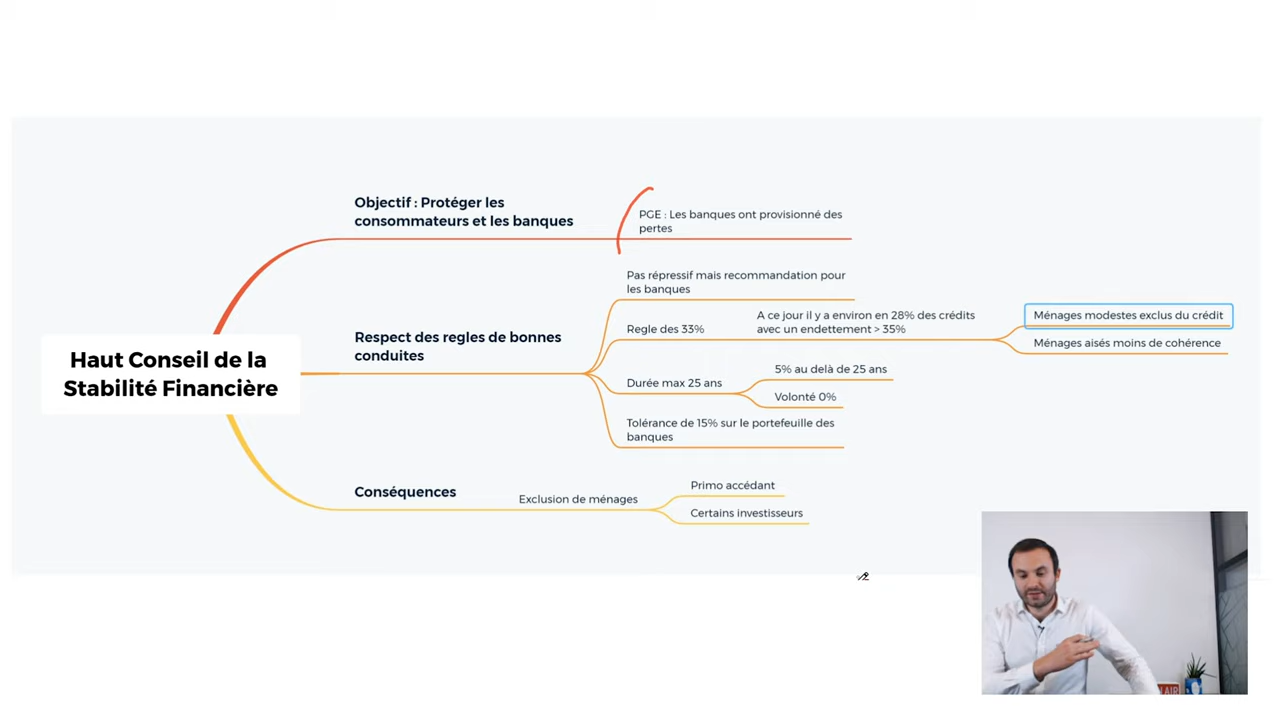 Objectif : Protéger les
consommateurs et les banques
PGE : Les banques ont provisionné des
pertes
Haut Conseil de la
Stabilité Financière
Respect des regles de bonnes
conduites
Pas répressif mais recommandation pour
les banques
Regle des 33%
A ce jour il y a environ en 28% des crédits
avec un endettement > 35%
Ménages modestes exclus du crédit
Ménages aisés moins de cohérence
Durée max 25 ans
5% au delà de 25 ans
Volonté 0%
Tolérance de 15% sur le portefeuille des
banques
Conséquences
Exclusion de ménages
Primo accédant
Certains investisseurs